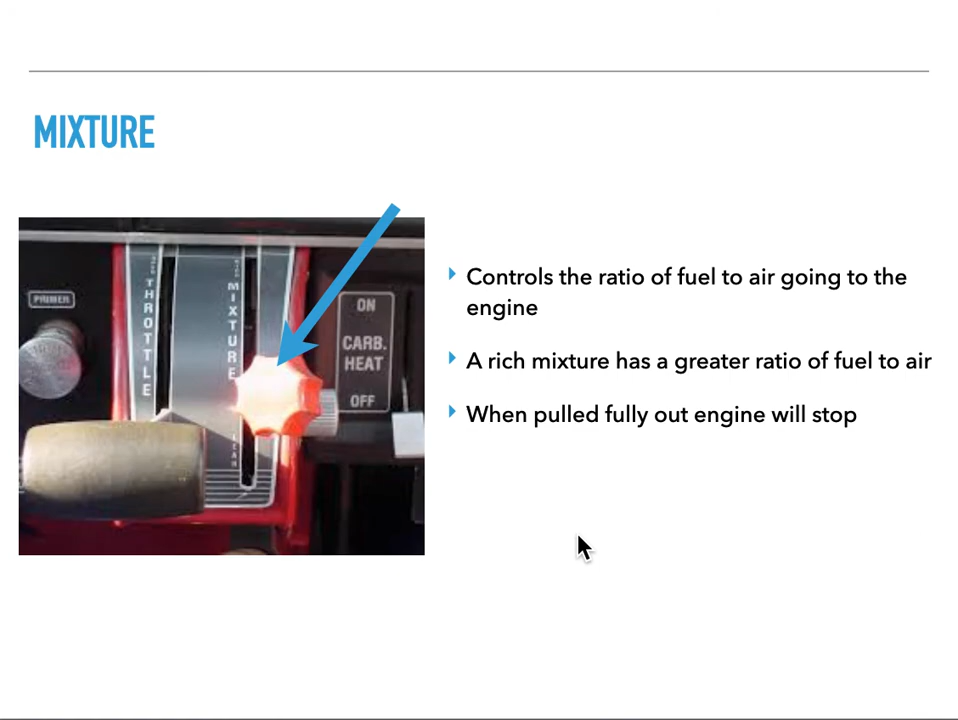 MIXTURE
PRIMER
THROTTLE
MIXTURE
LEAN
ON
CARB.
HEAT
OFF
Controls the ratio of fuel to air going to the
engine
A rich mixture has a greater ratio of fuel to air
When pulled fully out engine will stop